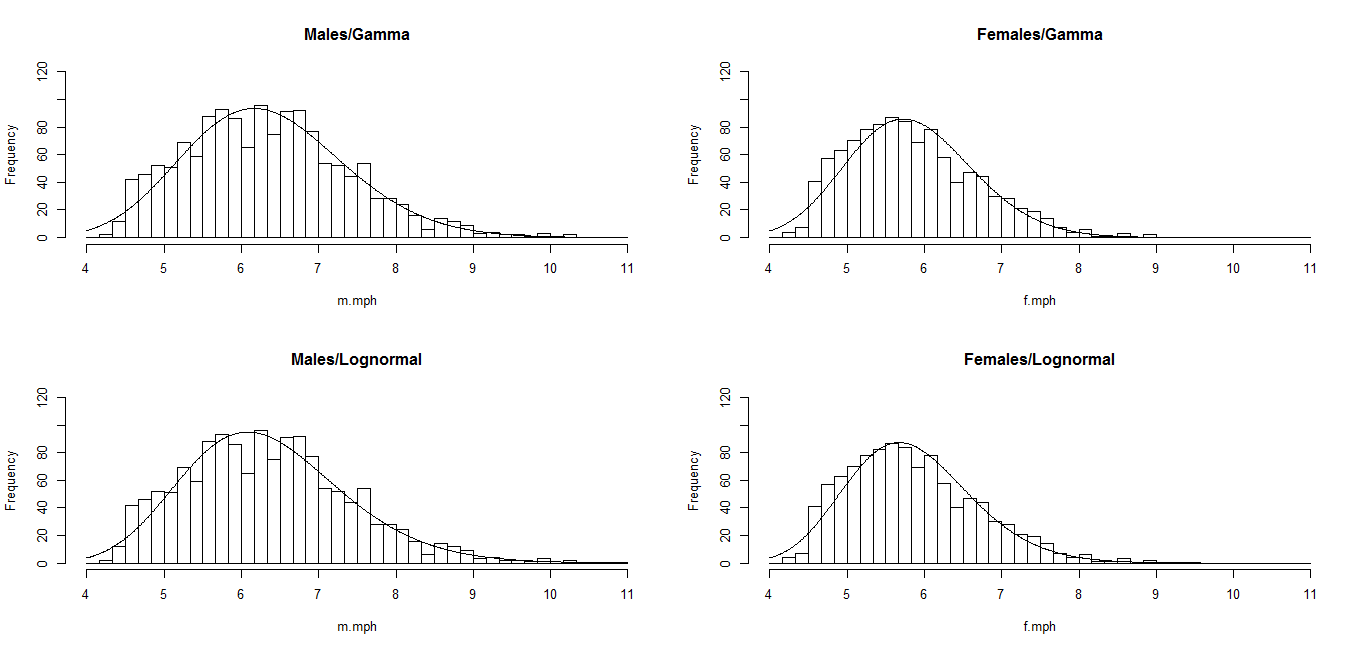 Males/Gamma
Females/Gamma
Frequency
0 20 40 60 80 120
4 5 6 7 8 9 10 11
m.mph
Frequency
0 20 40 60 80 120
4 5 6 7 8 9 10 11
f.mph
Males/Lognormal
Females/Lognormal
Frequency
0 20 40 60 80 120
4 5 6 7 8 9 10 11
m.mph
Frequency
0 20 40 60 80 120
4 5 6 7 8 9 10 11
f.mph